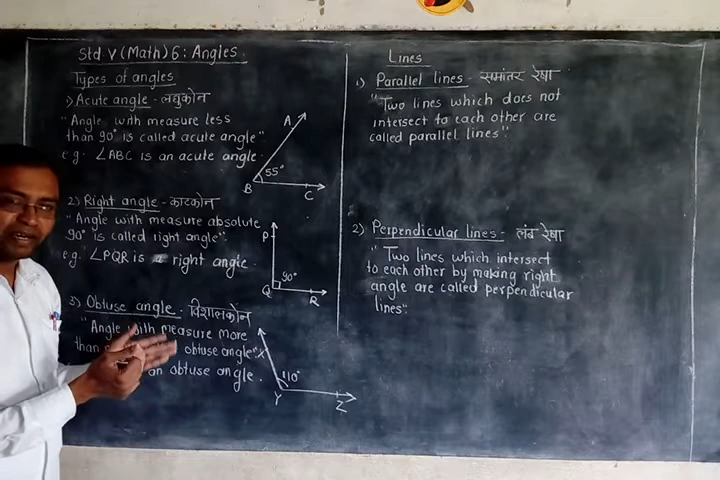 Std. V (Math) 6: Angles.
Types of angles
1) Acute angle - लघुकोन
"Angle with measure less
than 90° is called acute angle"
e.g. ∠ABC is an acute angle.
A
55°
B
C
2) Right angle - काटकोन
"Angle with measure absolute
90° is called right angle".
e.g. ∠PQR is a right angle.
P
90°
Q
R
3) Obtuse angle - विशालकोन
"Angle with measure more
than obtuse angle".
an obtuse angle.
X
110°
Y
Z
Lines
1) Parallel lines - समांतर रेषा
"Two lines which does not
intersect to each other are
called parallel lines".
2) Perpendicular lines - लंब रेषा
"Two lines which intersect
to each other by making right
angle are called perpendicular
lines".